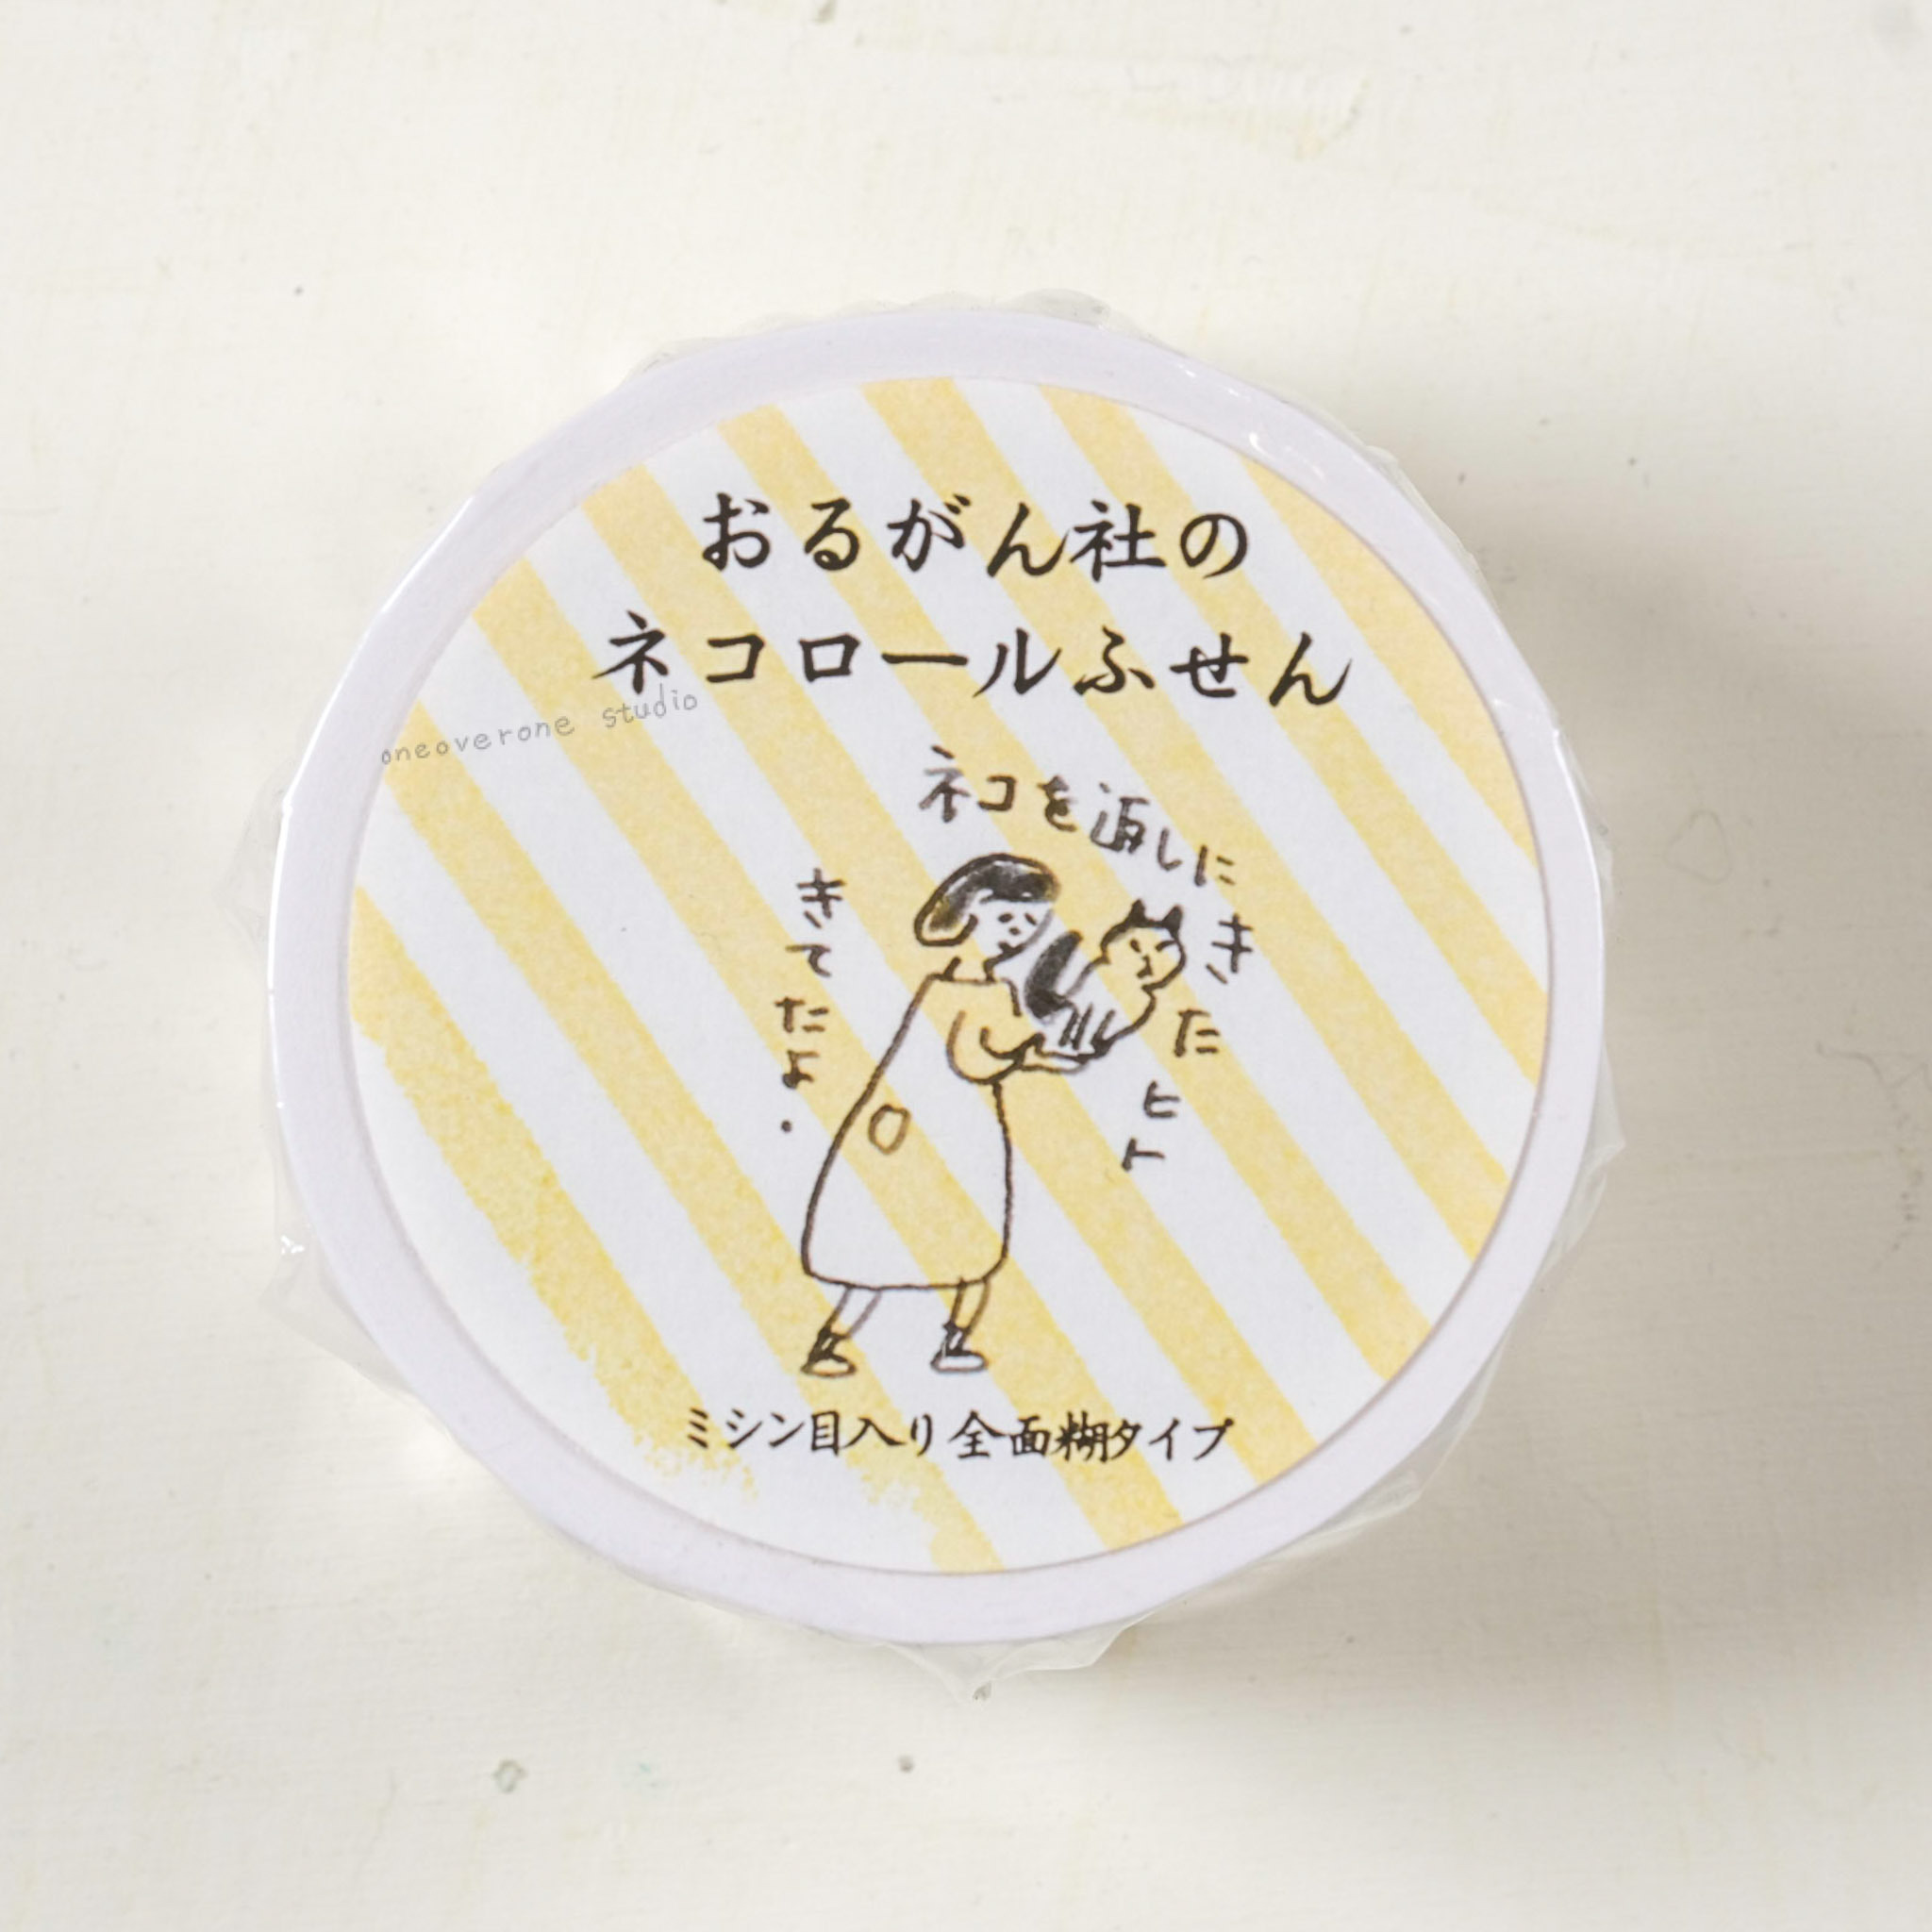 おるがん社の
ネコロールふせん
oneoverone studio
ネコを返しにきたヒト
きてたよ.
ミシン目入り全面糊タイプ